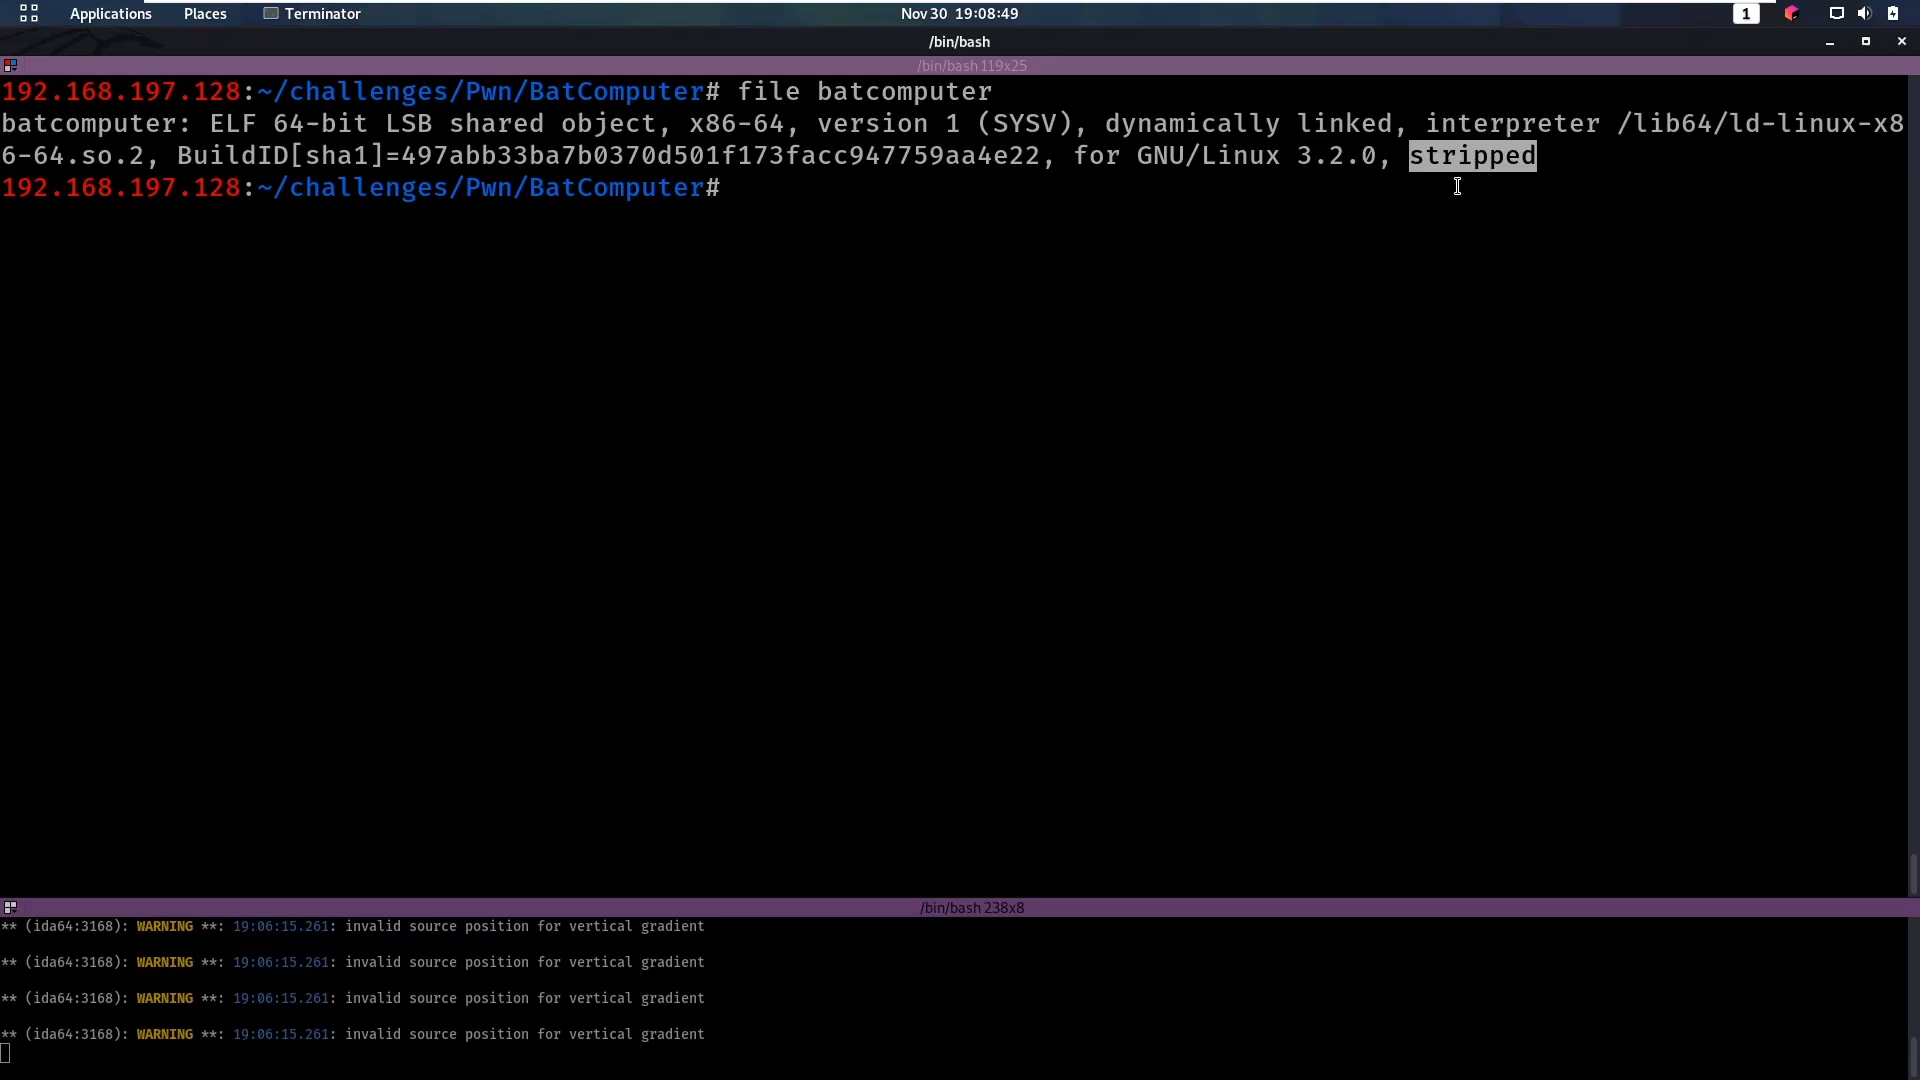 Applications Places Terminator Nov 30 19:08:49 1
/bin/bash
/bin/bash 119x25
192.168.197.128:~/challenges/Pwn/BatComputer# file batcomputer
batcomputer: ELF 64-bit LSB shared object, x86-64, version 1 (SYSV), dynamically linked, interpreter /lib64/ld-linux-x8
6-64.so.2, BuildID[sha1]=497abb33ba7b0370d501f173facc947759aa4e22, for GNU/Linux 3.2.0, stripped
192.168.197.128:~/challenges/Pwn/BatComputer#
/bin/bash 238x8
** (ida64:3168): WARNING **: 19:06:15.261: invalid source position for vertical gradient
** (ida64:3168): WARNING **: 19:06:15.261: invalid source position for vertical gradient
** (ida64:3168): WARNING **: 19:06:15.261: invalid source position for vertical gradient
** (ida64:3168): WARNING **: 19:06:15.261: invalid source position for vertical gradient